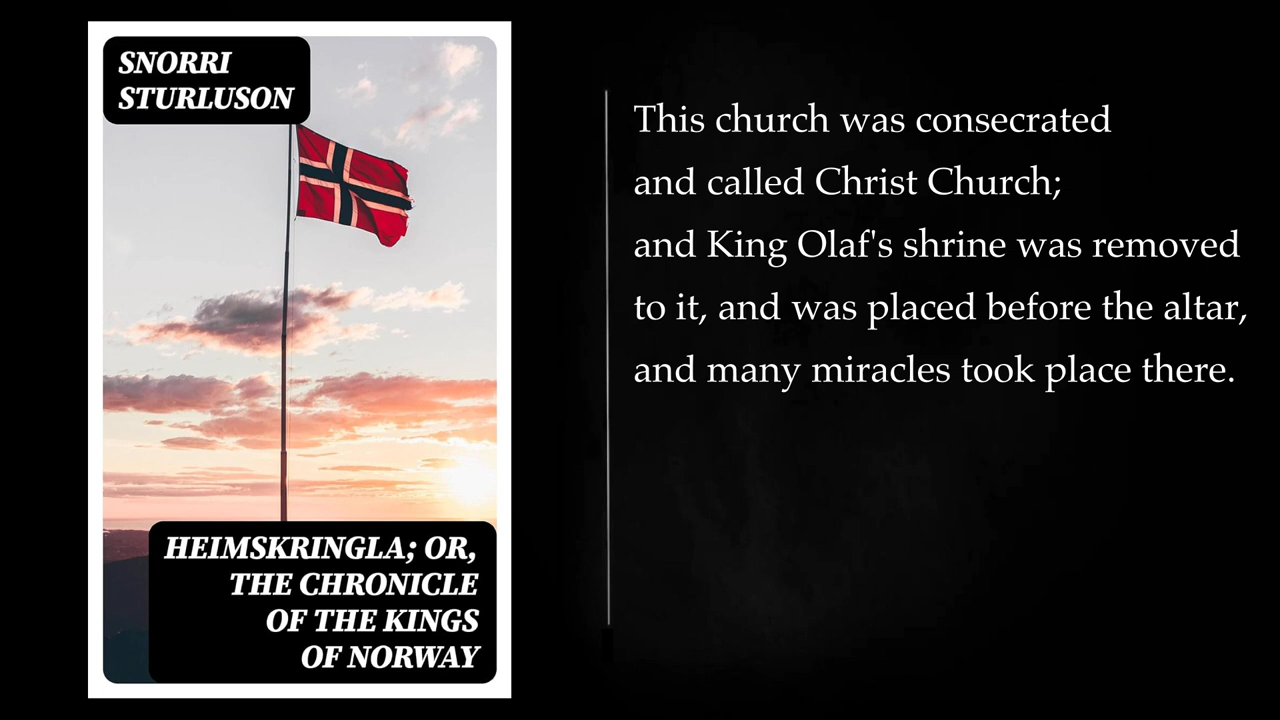 SNORRI
STURLUSON
HEIMSKRINGLA; OR,
THE CHRONICLE
OF THE KINGS
OF NORWAY
This church was consecrated
and called Christ Church;
and King Olaf's shrine was removed
to it, and was placed before the altar,
and many miracles took place there.